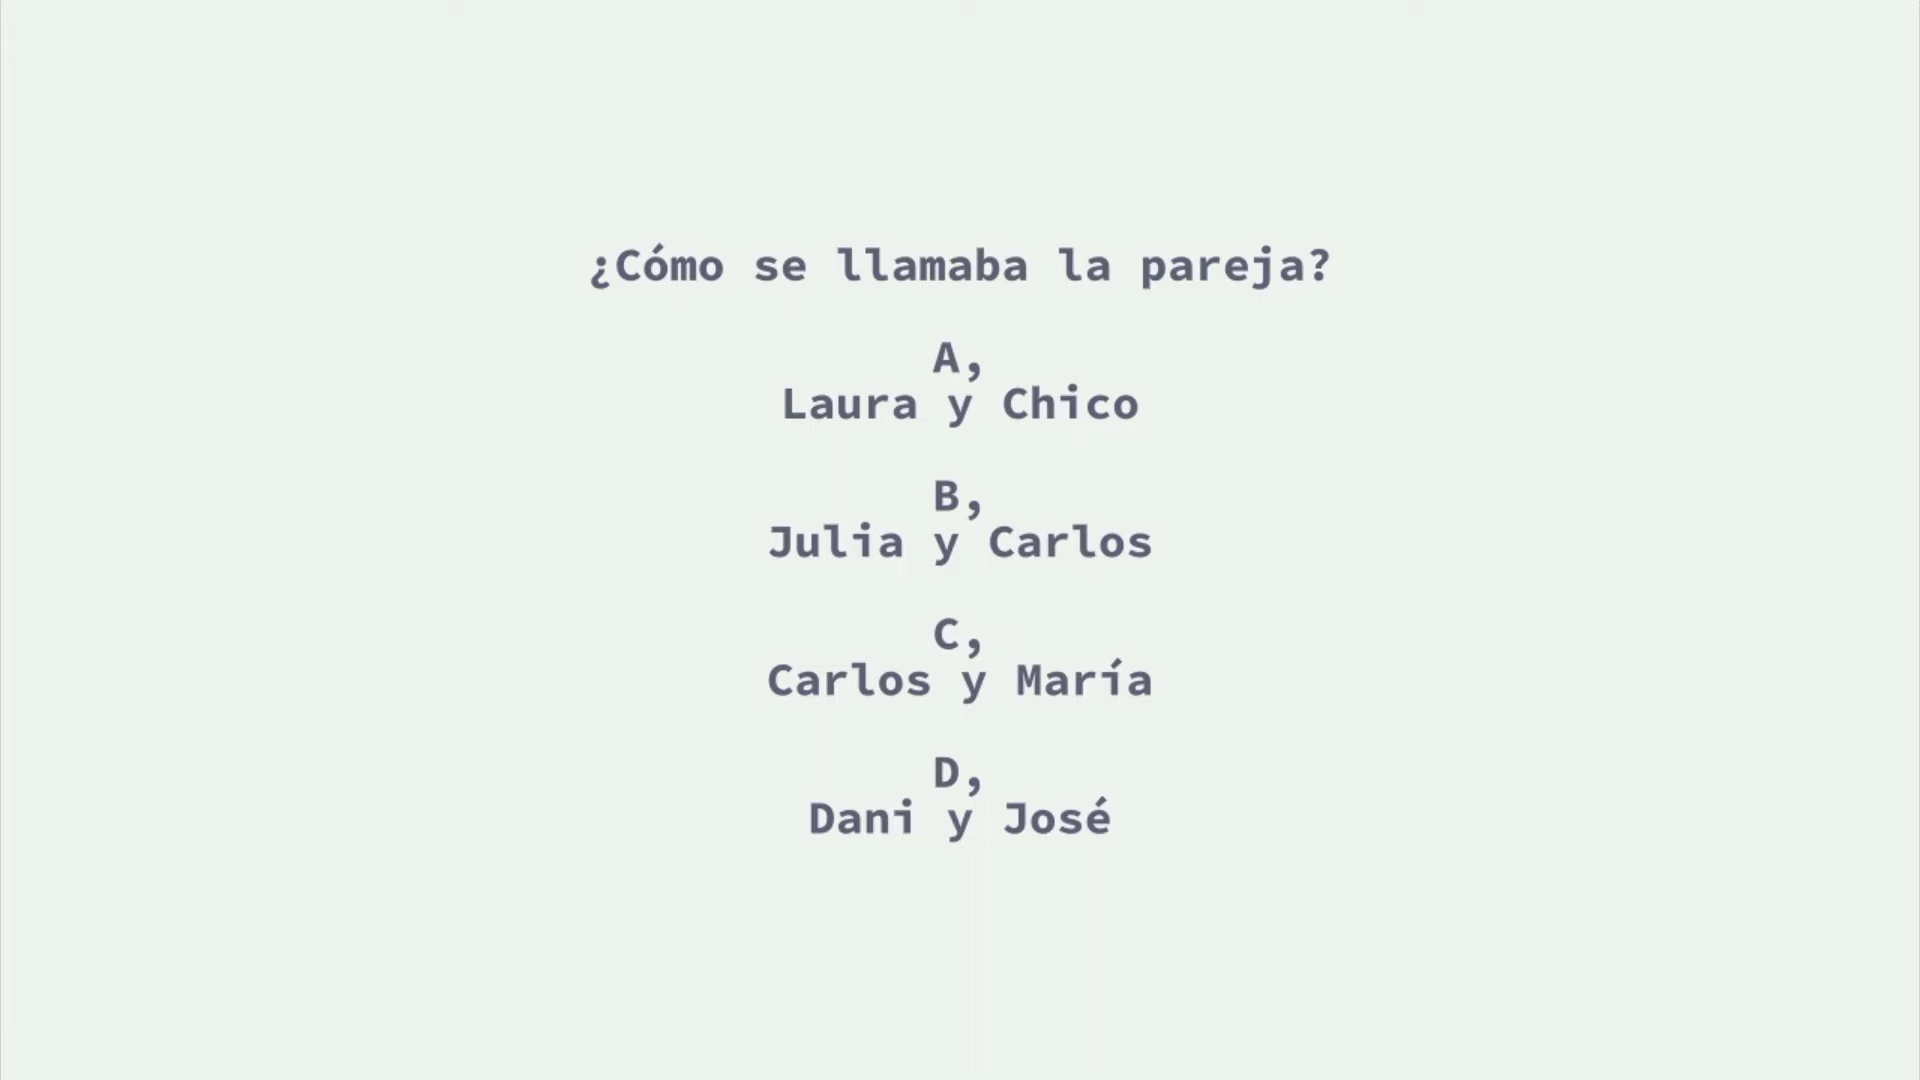 ¿Cómo se llamaba la pareja?
A,
Laura y Chico
B,
Julia y Carlos
C,
Carlos y María
D,
Dani y José